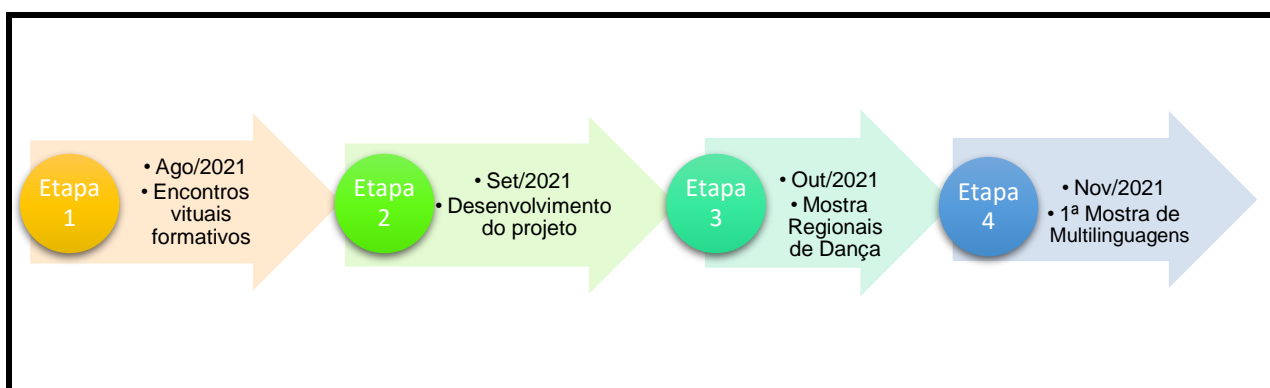 Etapa
1
• Ago/2021
• Encontros
vituais
formativos
Etapa
2
• Set/2021
• Desenvolvimento
do projeto
Etapa
3
• Out/2021
• Mostra
Regionais
de Dança
Etapa
4
• Nov/2021
• 1ª Mostra de
Multilinguagens